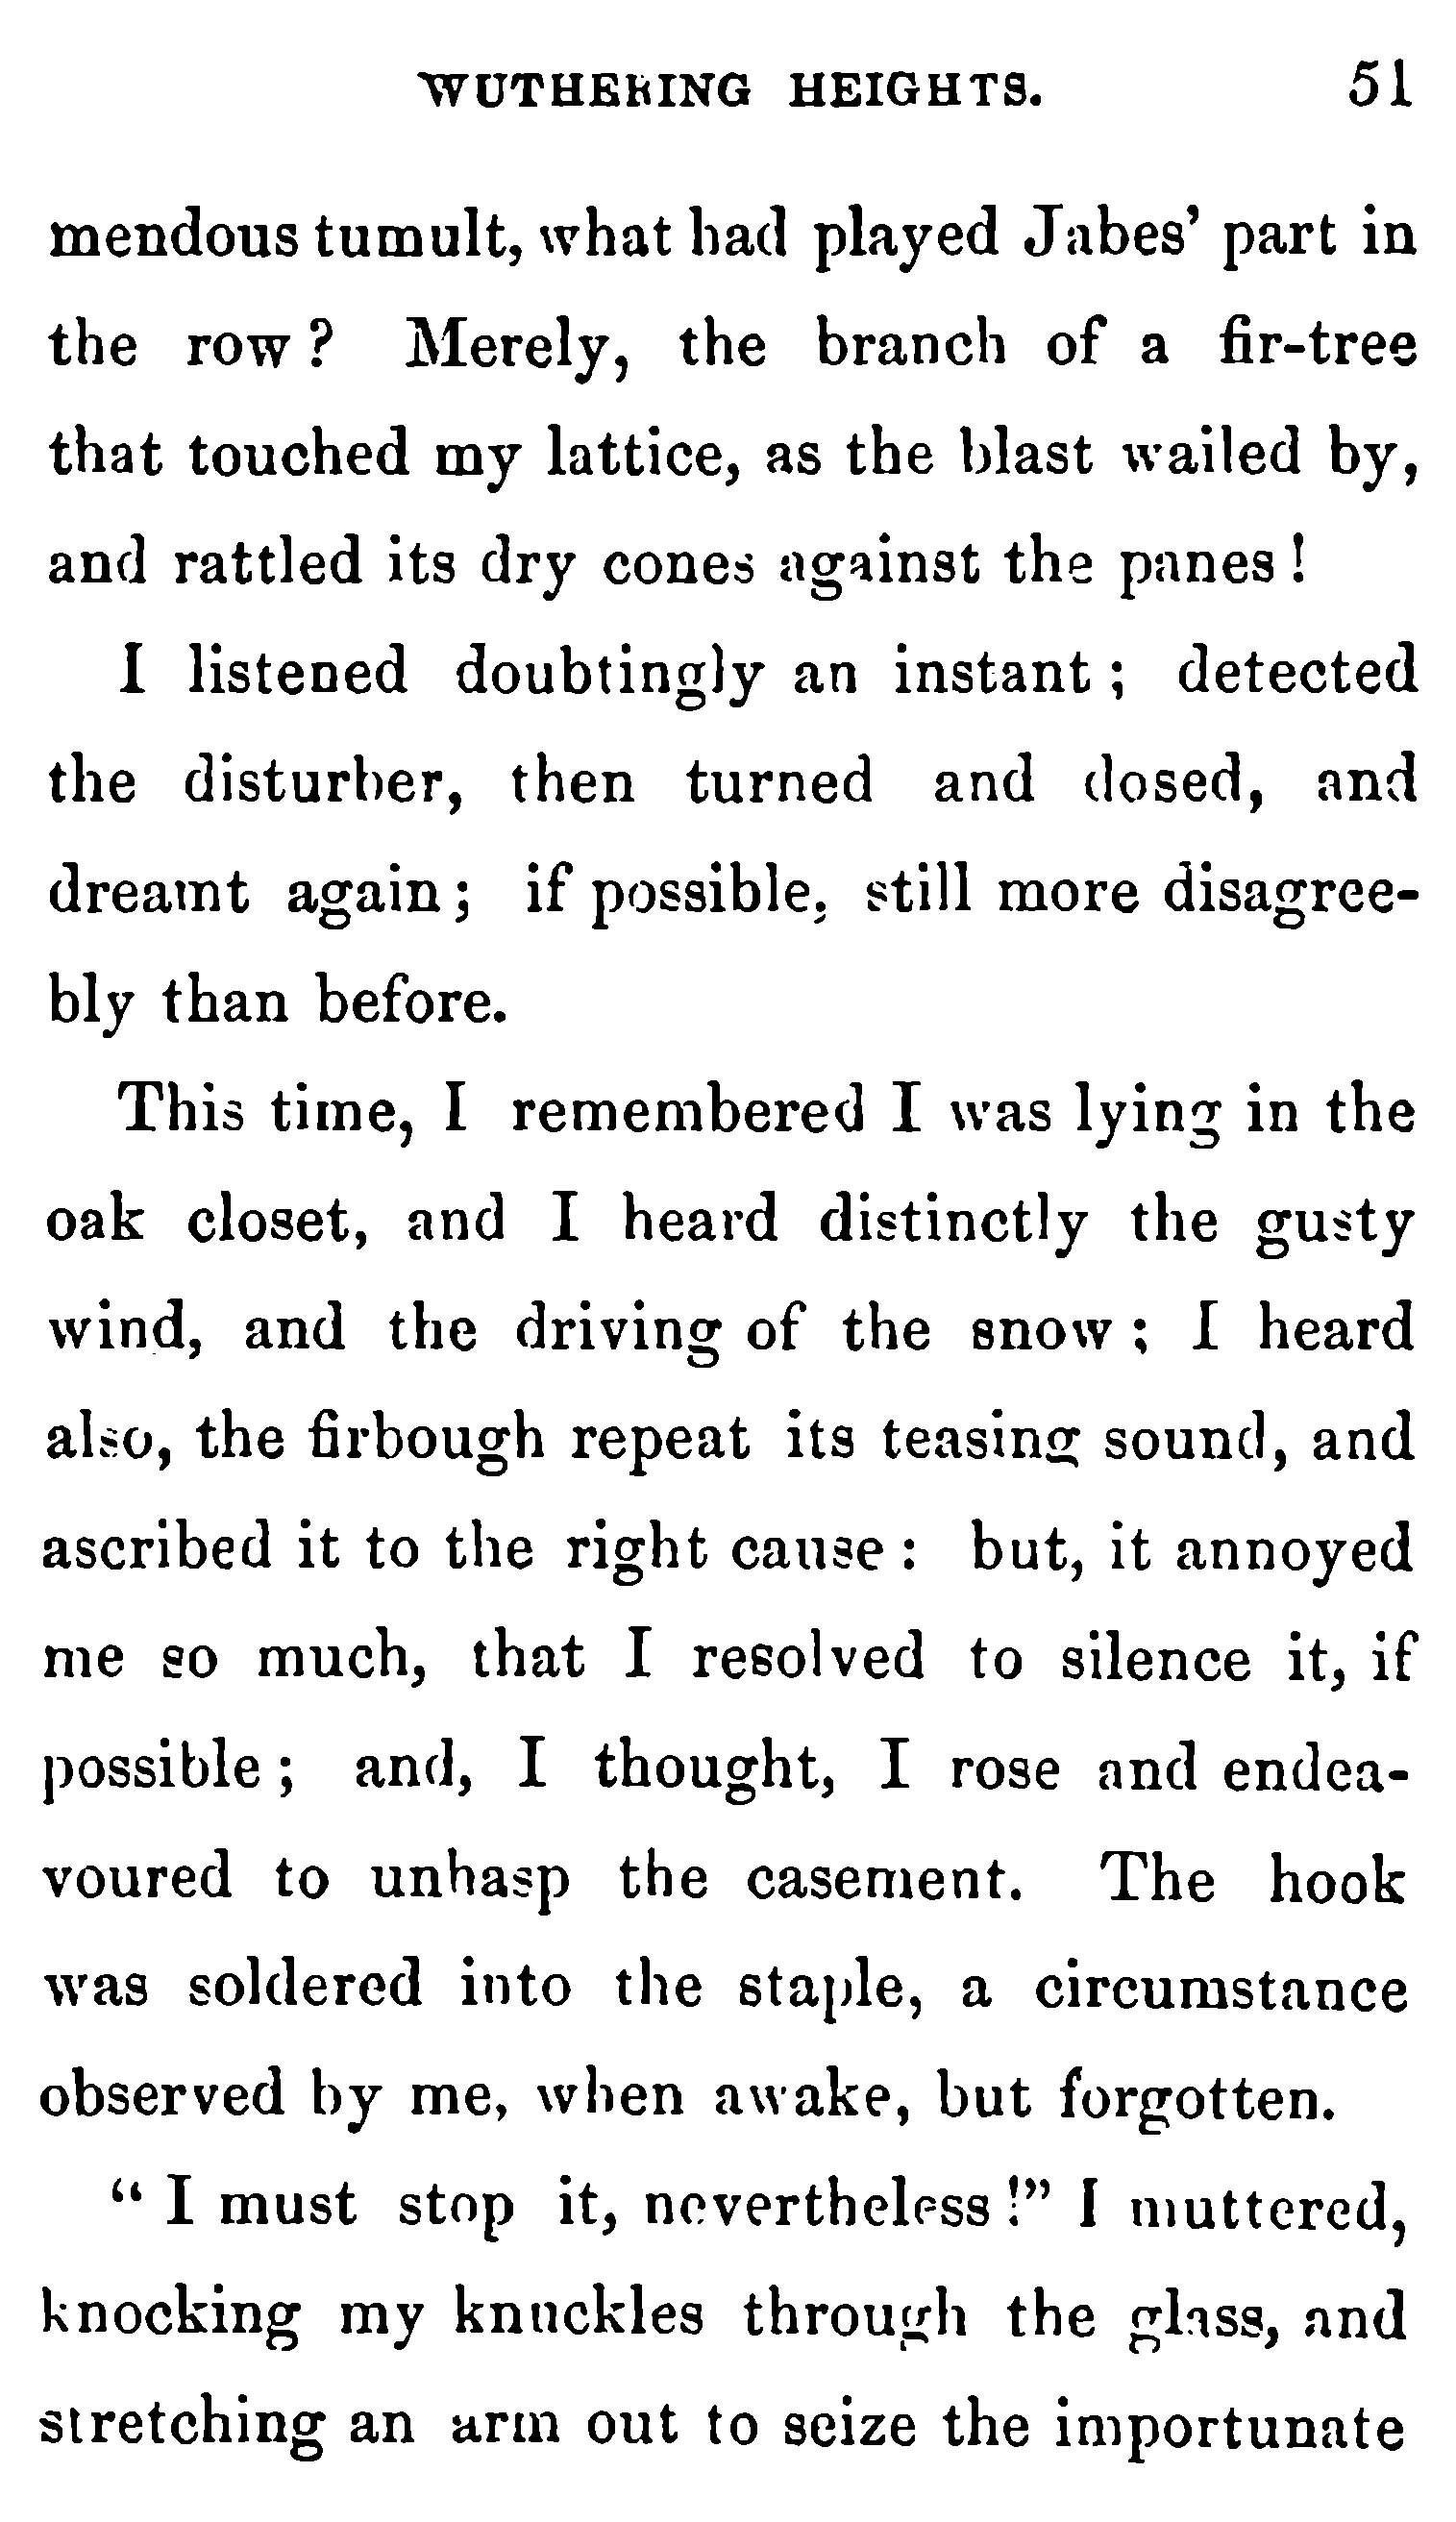 WUTHERING HEIGHTS. 51
mendous tumult, what had played Jabes' part in
the row? Merely, the branch of a fir-tree
that touched my lattice, as the blast wailed by,
and rattled its dry cones against the panes!
I listened doubtingly an instant; detected
the disturber, then turned and dosed, and
dreamt again; if possible, still more disagree-
bly than before.
This time, I remembered I was lying in the
oak closet, and I heard distinctly the gusty
wind, and the driving of the snow; I heard
also, the firbough repeat its teasing sound, and
ascribed it to the right cause: but, it annoyed
me so much, that I resolved to silence it, if
possible; and, I thought, I rose and endea-
voured to unhasp the casement. The hook
was soldered into the staple, a circumstance
observed by me, when awake, but forgotten.
"I must stop it, nevertheless!" I muttered,
knocking my knuckles through the glass, and
stretching an arm out to seize the importunate